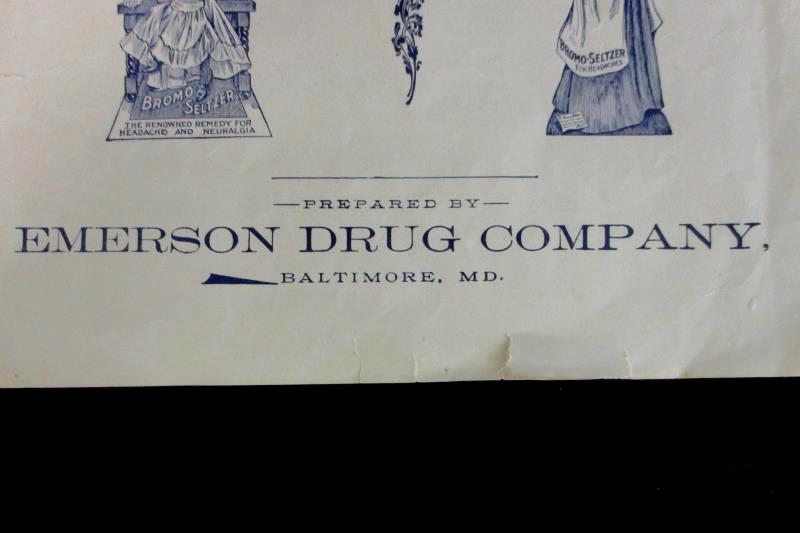 BROMO-SELTZER
FOR HEADACHES
BROMO
SELTZER
THE RENOWNED REMEDY FOR
HEADACHE AND NEURALGIA
—PREPARED BY—
EMERSON DRUG COMPANY,
BALTIMORE, MD.